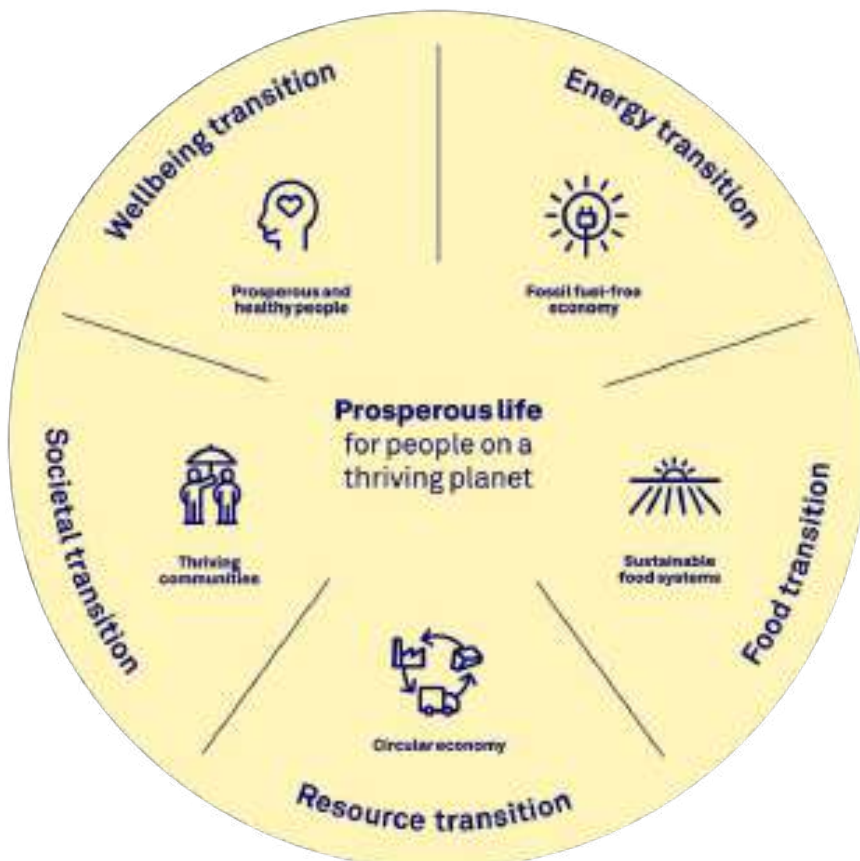 Wellbeing transition
Energy transition
Prosperous and
healthy people
Fossil fuel-free
economy
Prosperous life
for people on a
thriving planet
Societal transition
Thriving
communities
Sustainable
food systems
Food transition
Circular economy
Resource transition